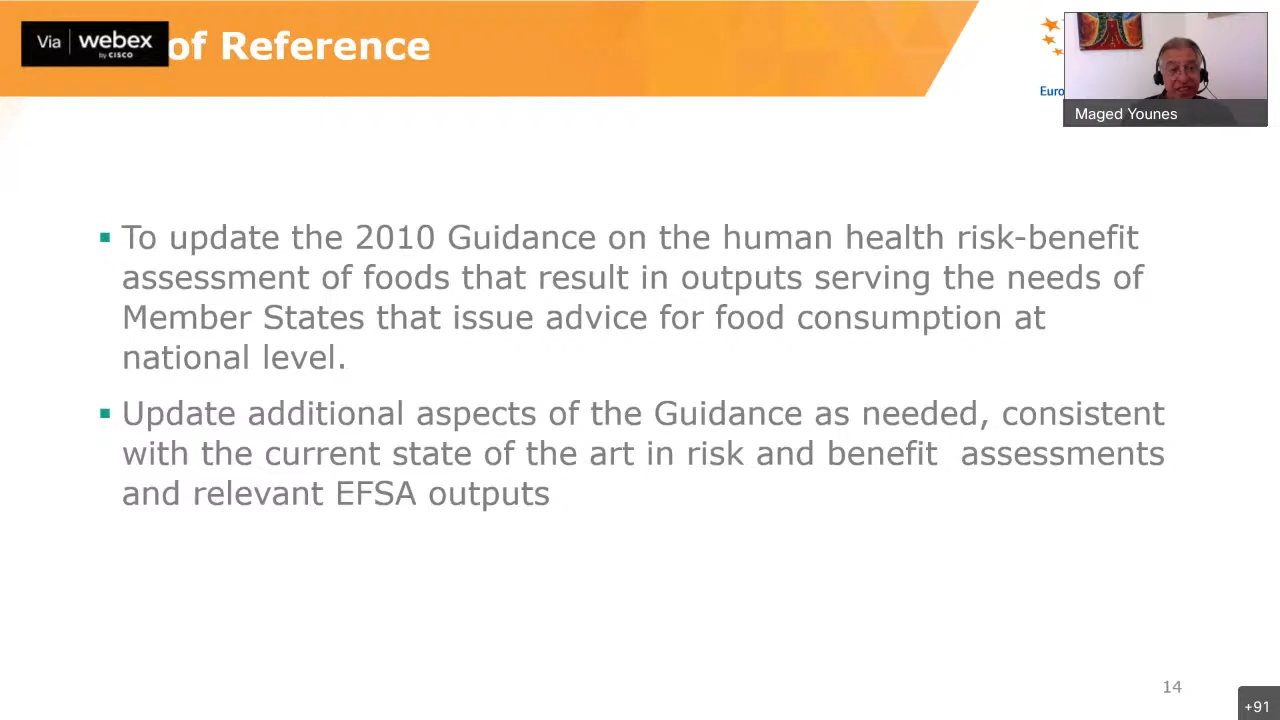 Via webex
by CISCO
of Reference
Euro
Maged Younes
To update the 2010 Guidance on the human health risk-benefit
assessment of foods that result in outputs serving the needs of
Member States that issue advice for food consumption at
national level.
Update additional aspects of the Guidance as needed, consistent
with the current state of the art in risk and benefit  assessments
and relevant EFSA outputs
14
+91